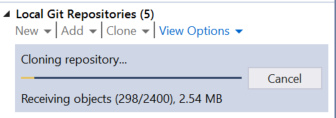 Local Git Repositories (5)
New Add Clone View Options
Cloning repository...
Cancel
Receiving objects (298/2400), 2.54 MB